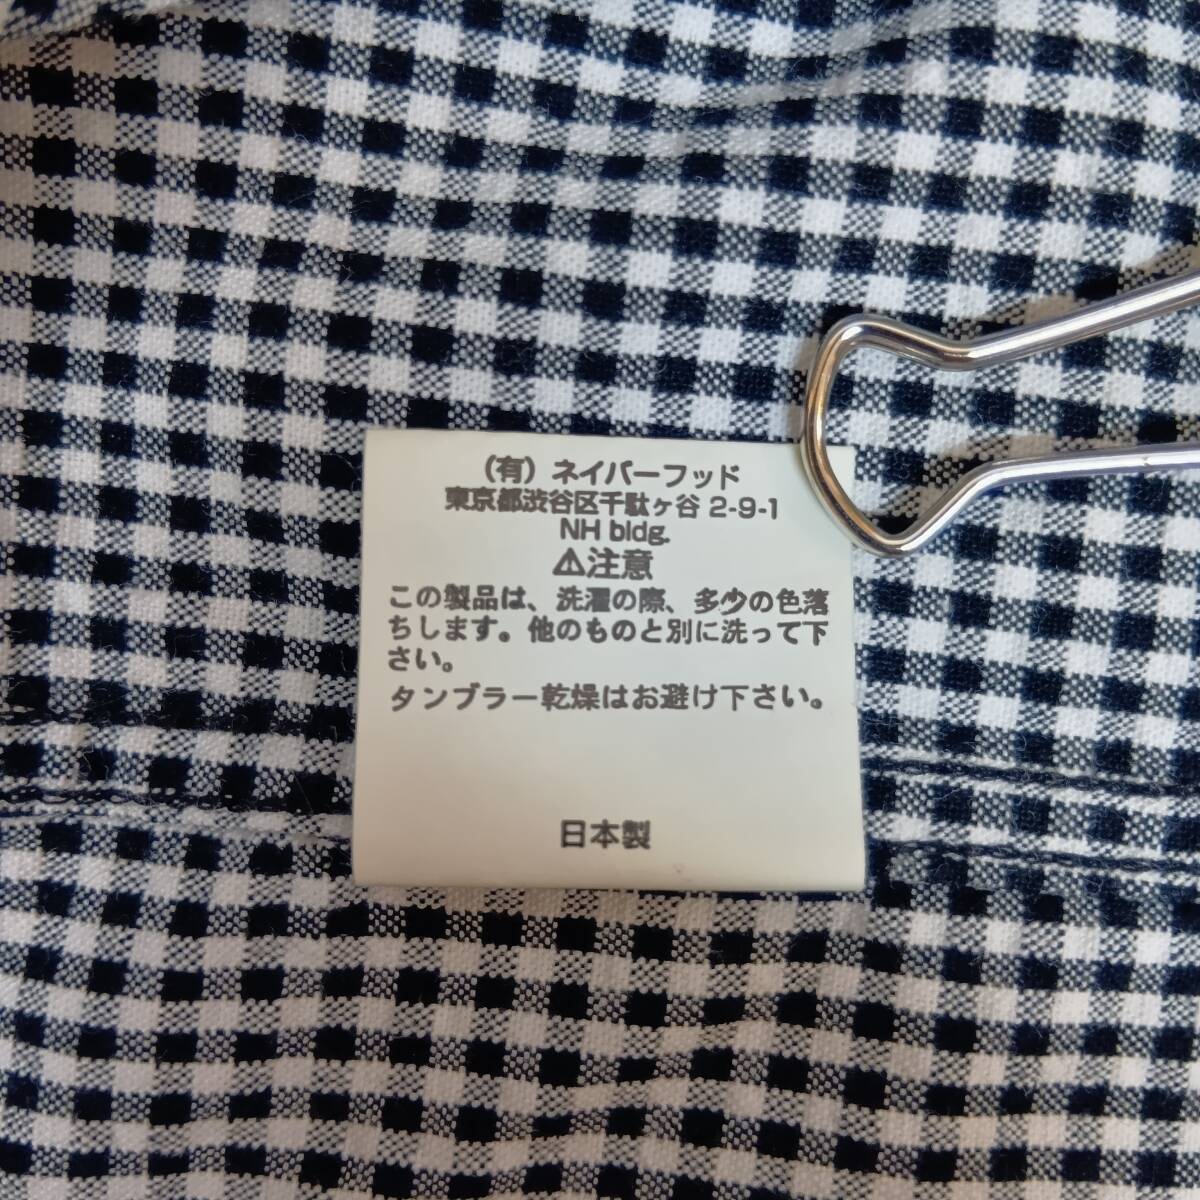 （有）ネイバーフッド
東京都渋谷区千駄ヶ谷 2-9-1
NH bldg.
⚠注意
この製品は、洗濯の際、多少の色落
ちします。他のものと別に洗って下
さい。
タンブラー乾燥はお避け下さい。
日本製